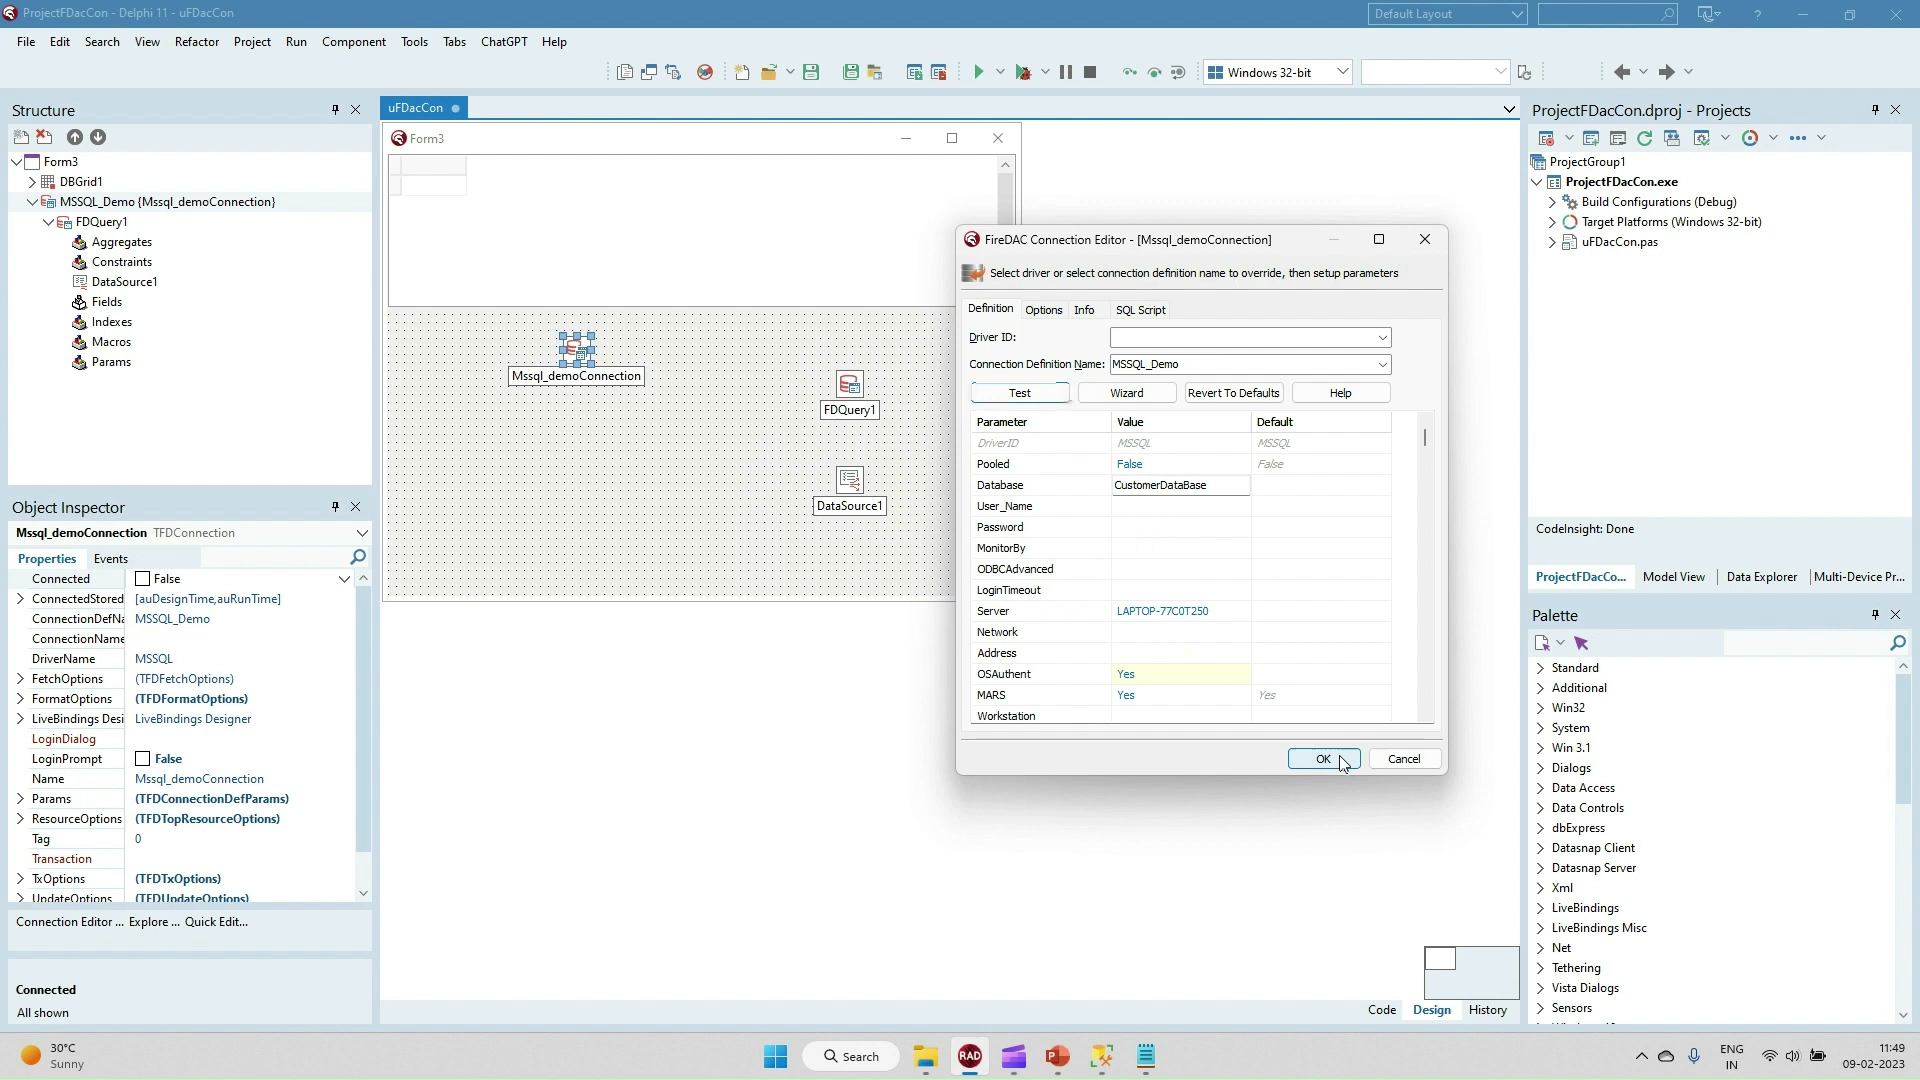 ProjectFDacCon - Delphi 11 - uFDacCon
Default Layout
?
File Edit Search View Refactor Project Run Component Tools Tabs ChatGPT Help
Windows 32-bit
Structure
Form3
DBGrid1
MSSQL_Demo {Mssql_demoConnection}
FDQuery1
Aggregates
Constraints
DataSource1
Fields
Indexes
Macros
Params
Object Inspector
Mssql_demoConnection TFDConnection
Properties Events
Connected False
ConnectedStored [auDesignTime,auRunTime]
ConnectionDefNa MSSQL_Demo
ConnectionName
DriverName MSSQL
FetchOptions (TFDFetchOptions)
FormatOptions (TFDFormatOptions)
LiveBindings Desi LiveBindings Designer
LoginDialog
LoginPrompt False
Name Mssql_demoConnection
Params (TFDConnectionDefParams)
ResourceOptions (TFDTopResourceOptions)
Tag 0
Transaction
TxOptions (TFDTxOptions)
UpdateOptions (TFDUpdateOptions)
Connection Editor ... Explore ... Quick Edit...
Connected
All shown
uFDacCon
Form3
Mssql_demoConnection
FDQuery1
DataSource1
FireDAC Connection Editor - [Mssql_demoConnection]
Select driver or select connection definition name to override, then setup parameters
Definition Options Info SQL Script
Driver ID:
Connection Definition Name: MSSQL_Demo
Test Wizard Revert To Defaults Help
Parameter Value Default
DriverID MSSQL MSSQL
Pooled False False
Database CustomerDataBase
User_Name
Password
MonitorBy
ODBCAdvanced
LoginTimeout
Server LAPTOP-77C0T250
Network
Address
OSAuthent Yes
MARS Yes Yes
Workstation
OK Cancel
Code Design History
ProjectFDacCon.dproj - Projects
ProjectGroup1
ProjectFDacCon.exe
Build Configurations (Debug)
Target Platforms (Windows 32-bit)
uFDacCon.pas
CodeInsight: Done
ProjectFDacCo... Model View Data Explorer Multi-Device Pr...
Palette
Standard
Additional
Win32
System
Win 3.1
Dialogs
Data Access
Data Controls
dbExpress
Datasnap Client
Datasnap Server
Xml
LiveBindings
LiveBindings Misc
Net
Tethering
Vista Dialogs
Sensors
30°C
Sunny
Search
RAD
ENG
IN
11:49
09-02-2023